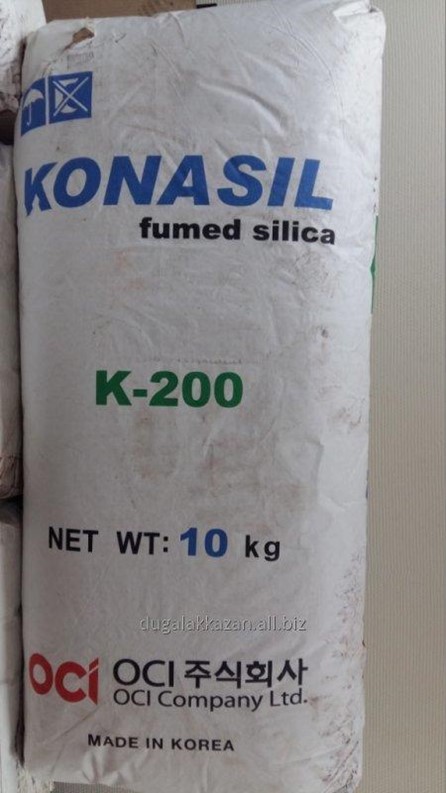 KONASIL
fumed silica
K-200
NET WT: 10 kg
dugalakkazan.all.biz
OCI OCI 주식회사
OCI Company Ltd.
MADE IN KOREA